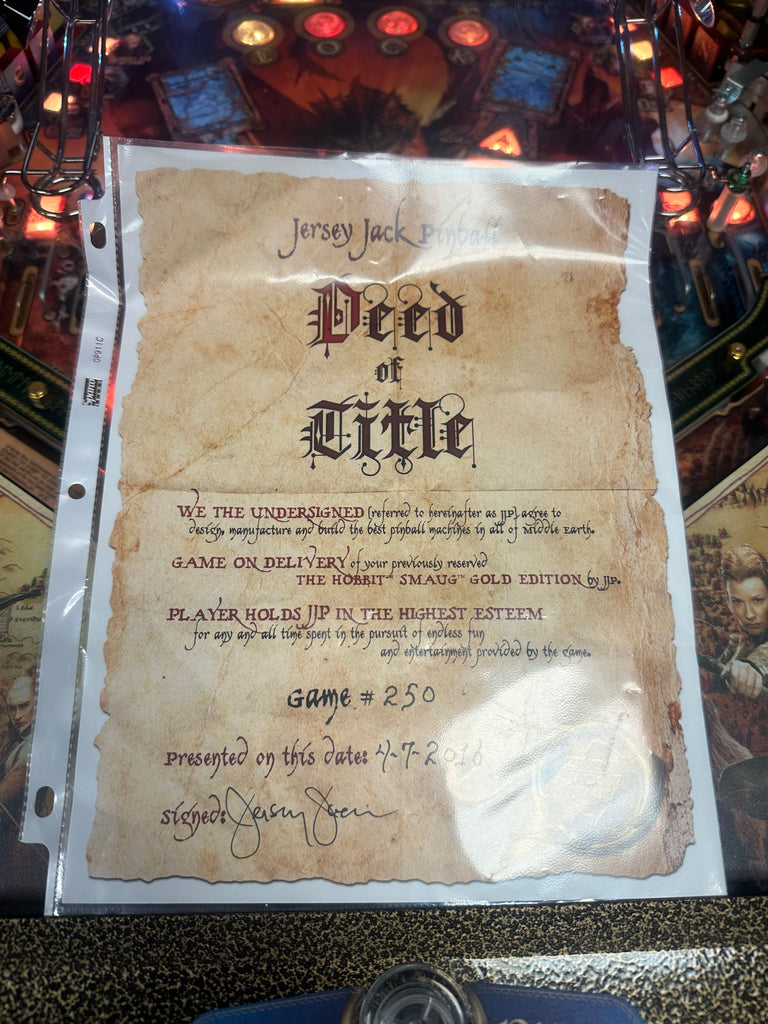 Jersey Jack Pinball
Deed
of
Title
WE THE UNDERSIGNED (referred to hereinafter as JJP) agree to
design, manufacture and build the best pinball machines in all of Middle Earth.
GAME ON DELIVERY of your previously reserved
THE HOBBIT™ SMAUG™ GOLD EDITION by JJP.
PLAYER HOLDS JJP IN THE HIGHEST ESTEEM
for any and all time spent in the pursuit of endless fun
and entertainment provided by the game.
Game # 250
Presented on this date: 4-7-2016
signed:
OP911C